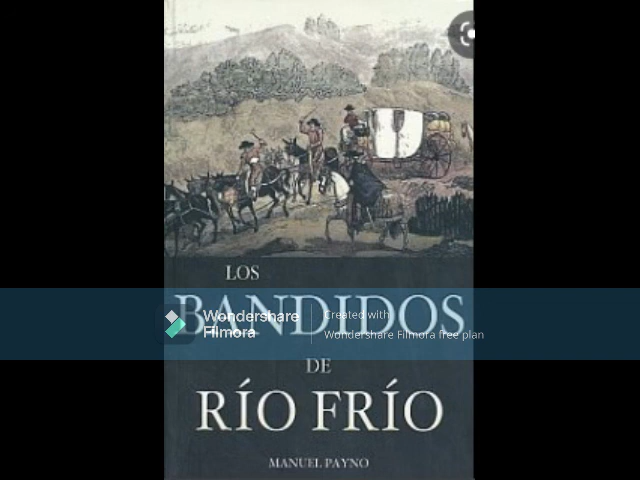 LOS
BANDIDOS
Wondershare
Filmora
Created with
Wondershare Filmora free plan
DE
RÍO FRÍO
MANUEL PAYNO